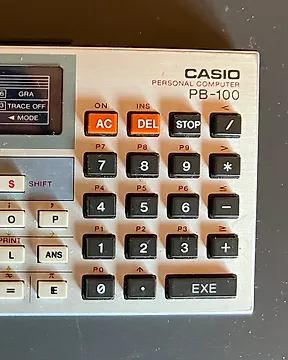 CASIO
PERSONAL COMPUTER
PB-100
6 GRA
3 TRACE OFF
◄ MODE
ON INS
AC DEL STOP /
P7 P8 P9 >
7 8 9 *
S SHIFT
P4 P5 P6 ≤
4 5 6 −
; :
O P ,
P1 P2 P3 ≥
1 2 3 +
PRINT
L ANS
P0 ↑
0 . EXE
= π E